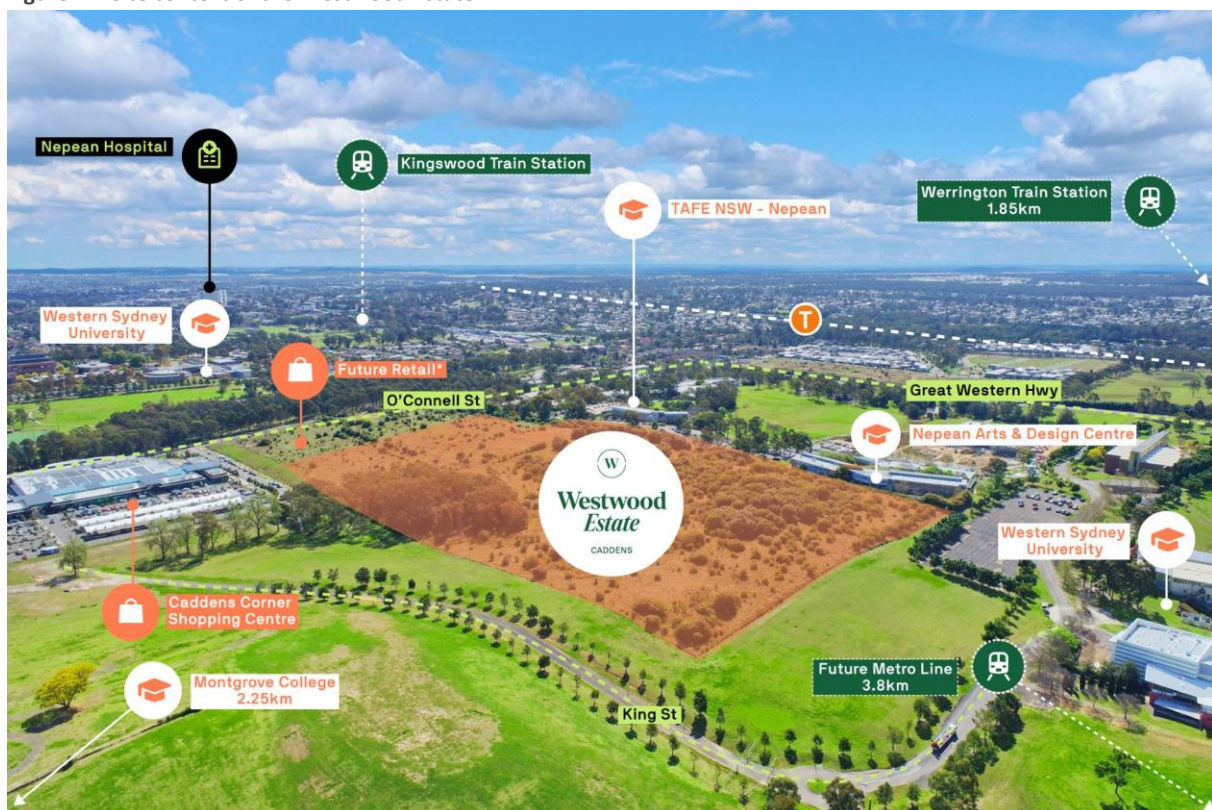 Nepean Hospital
Kingswood Train Station
TAFE NSW - Nepean
Werrington Train Station
1.85km
Western Sydney
University
Future Retail*
O'Connell St
T
Great Western Hwy
Nepean Arts & Design Centre
W
Westwood
Estate
CADDENS
Western Sydney
University
Caddens Corner
Shopping Centre
Montgrove College
2.25km
Future Metro Line
3.8km
King St